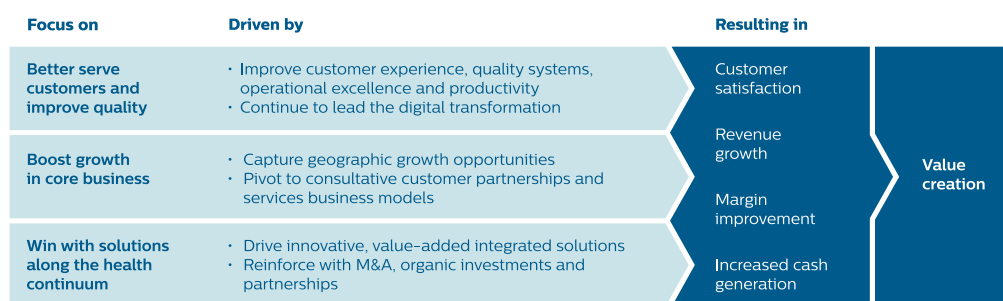 Focus on
Driven by
Resulting in
Better serve
customers and
improve quality
• Improve customer experience, quality systems,
operational excellence and productivity
• Continue to lead the digital transformation
Boost growth
in core business
• Capture geographic growth opportunities
• Pivot to consultative customer partnerships and
services business models
Win with solutions
along the health
continuum
• Drive innovative, value-added integrated solutions
• Reinforce with M&A, organic investments and
partnerships
Customer
satisfaction
Revenue
growth
Margin
improvement
Increased cash
generation
Value
creation